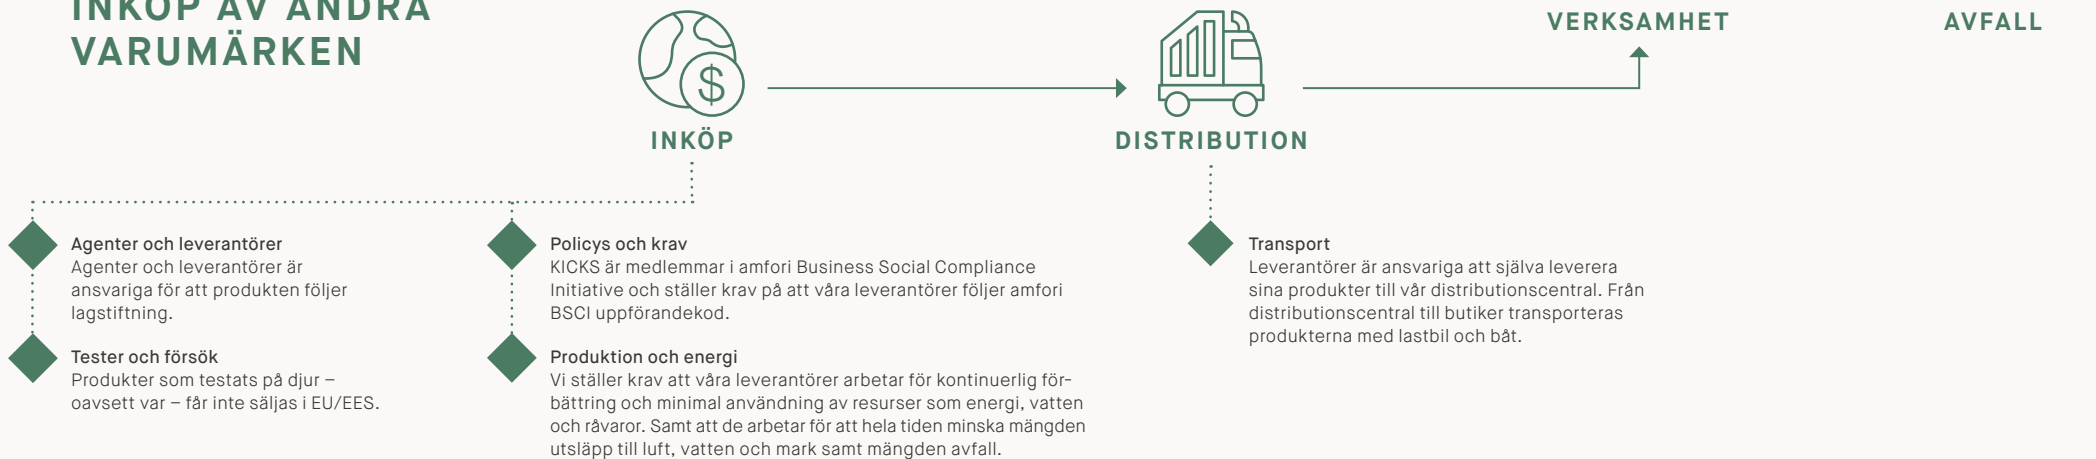 INKÖP AV ANDRA
VARUMÄRKEN
$
INKÖP
DISTRIBUTION
VERKSAMHET
AVFALL
Agenter och leverantörer
Agenter och leverantörer är
ansvariga för att produkten följer
lagstiftning.
Tester och försök
Produkter som testats på djur –
oavsett var – får inte säljas i EU/EES.
Policys och krav
KICKS är medlemmar i amfori Business Social Compliance
Initiative och ställer krav på att våra leverantörer följer amfori
BSCI uppförandekod.
Produktion och energi
Vi ställer krav att våra leverantörer arbetar för kontinuerlig för-
bättring och minimal användning av resurser som energi, vatten
och råvaror. Samt att de arbetar för att hela tiden minska mängden
utsläpp till luft, vatten och mark samt mängden avfall.
Transport
Leverantörer är ansvariga att själva leverera
sina produkter till vår distributionscentral. Från
distributionscentral till butiker transporteras
produkterna med lastbil och båt.